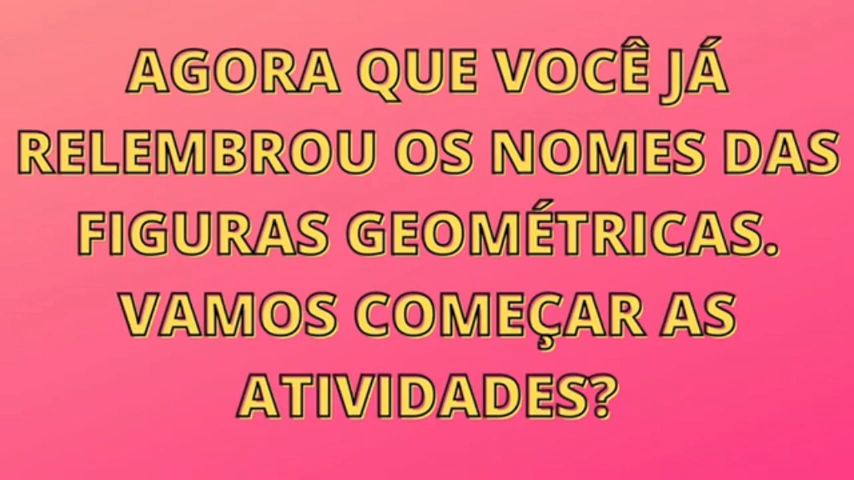 AGORA QUE VOCÊ JÁ
RELEMBROU OS NOMES DAS
FIGURAS GEOMÉTRICAS.
VAMOS COMEÇAR AS
ATIVIDADES?